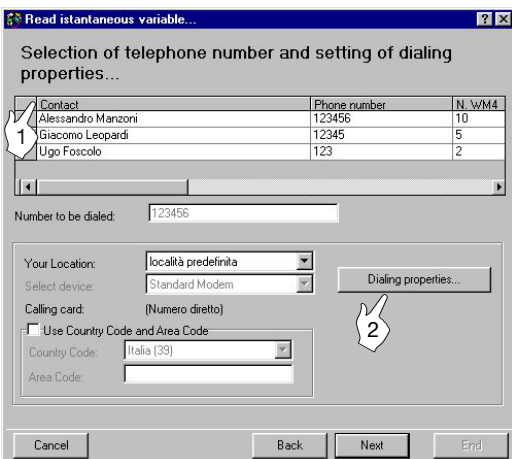 Read istantaneous variable...
Selection of telephone number and setting of dialing
properties...
Contact Phone number N. WM4
Alessandro Manzoni 123456 10
Giacomo Leopardi 12345 5
Ugo Foscolo 123 2
1
Number to be dialed: 123456
Your Location: località predefinita
Dialing properties...
Select device: Standard Modem
Calling card: (Numero diretto)
2
Use Country Code and Area Code
Country Code: Italia (39)
Area Code:
Cancel Back Next End